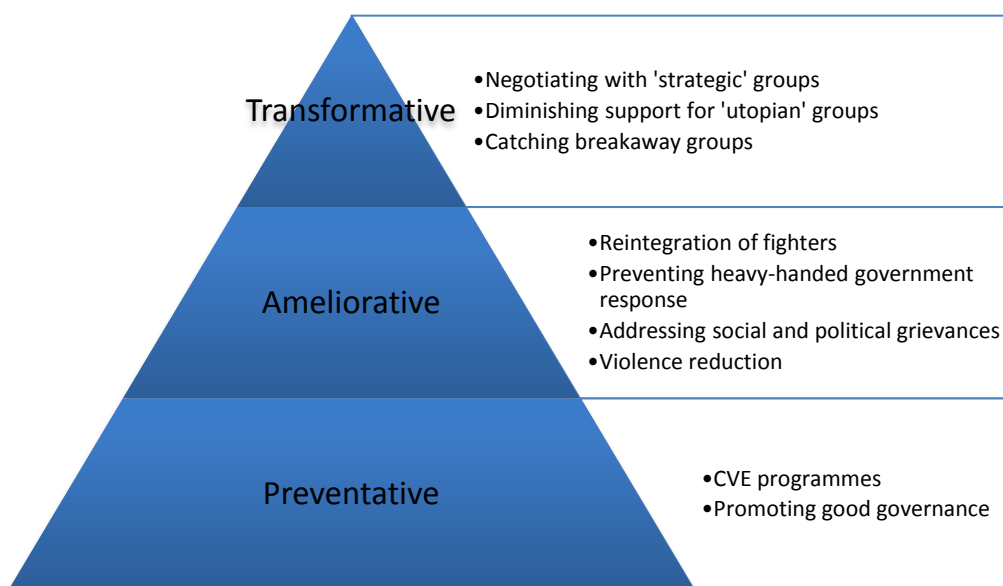 Transformative
•Negotiating with 'strategic' groups
•Diminishing support for 'utopian' groups
•Catching breakaway groups
Ameliorative
•Reintegration of fighters
•Preventing heavy-handed government
response
•Addressing social and political grievances
•Violence reduction
Preventative
•CVE programmes
•Promoting good governance